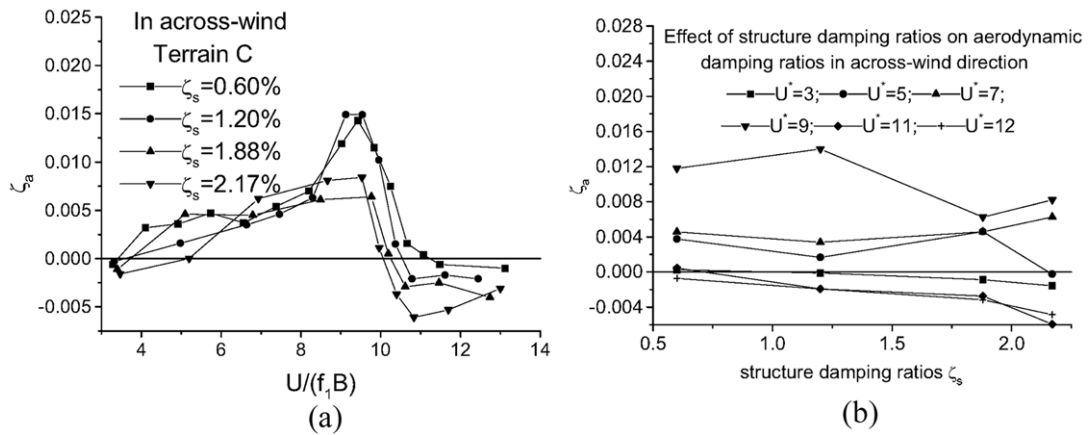 0.025
0.020
0.015
0.010
0.005
0.000
-0.005
ζₐ
In across-wind
Terrain C
ζₛ=0.60%
ζₛ=1.20%
ζₛ=1.88%
ζₛ=2.17%
4 6 8 10 12 14
U/(f₁B)
(a)
0.028
0.024
0.020
0.016
0.012
0.008
0.004
0.000
-0.004
ζₐ
Effect of structure damping ratios on aerodynamic
damping ratios in across-wind direction
U*=3; U*=5; U*=7;
U*=9; U*=11; U*=12
0.5 1.0 1.5 2.0
structure damping ratios ζₛ
(b)